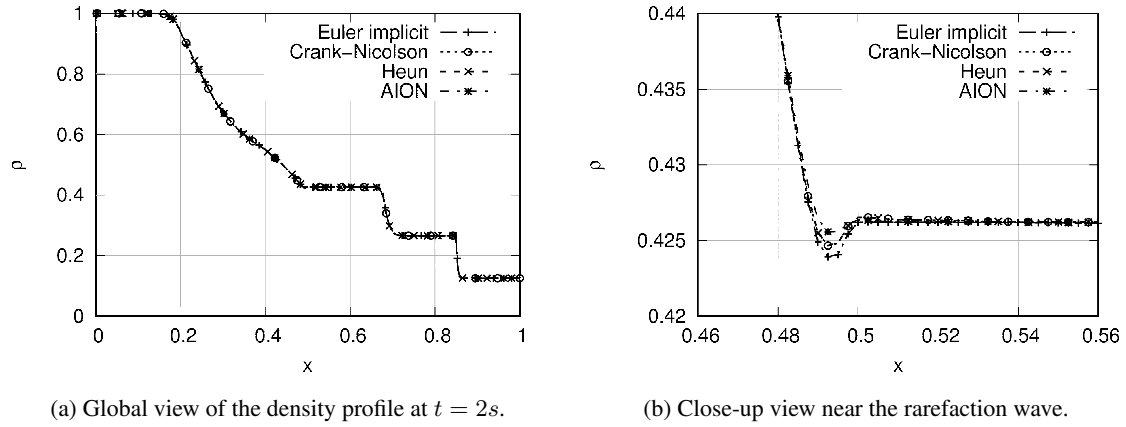 1
0.8
0.6
0.4
0.2
0
0
0.2
0.4
0.6
0.8
1
ρ
x
Euler implicit
Crank−Nicolson
Heun
AION
0.44
0.435
0.43
0.425
0.42
0.46
0.48
0.5
0.52
0.54
0.56
ρ
x
Euler implicit
Crank−Nicolson
Heun
AION
(a) Global view of the density profile at t = 2s.
(b) Close-up view near the rarefaction wave.